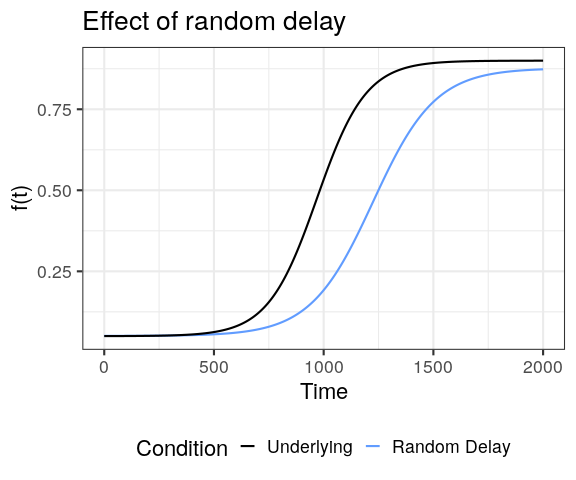 Effect of random delay
f(t)
0.75
0.50
0.25
0 500 1000 1500 2000
Time
Condition Underlying Random Delay